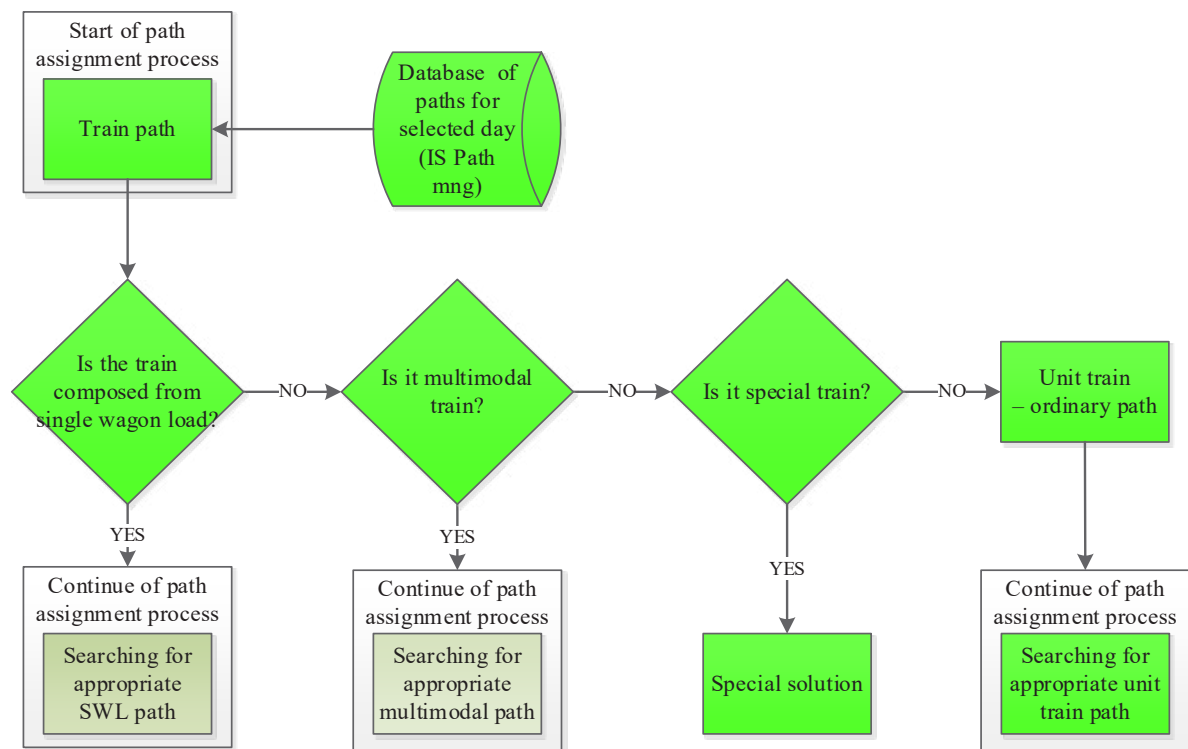 Start of path
assignment process
Train path
Database of
paths for
selected day
(IS Path
mng)
Is the train
composed from
single wagon load?
NO
Is it multimodal
train?
NO
Is it special train?
NO
Unit train
– ordinary path
YES
YES
YES
Continue of path
assignment process
Searching for
appropriate
SWL path
Continue of path
assignment process
Searching for
appropriate
multimodal path
Special solution
Continue of path
assignment process
Searching for
appropriate unit
train path